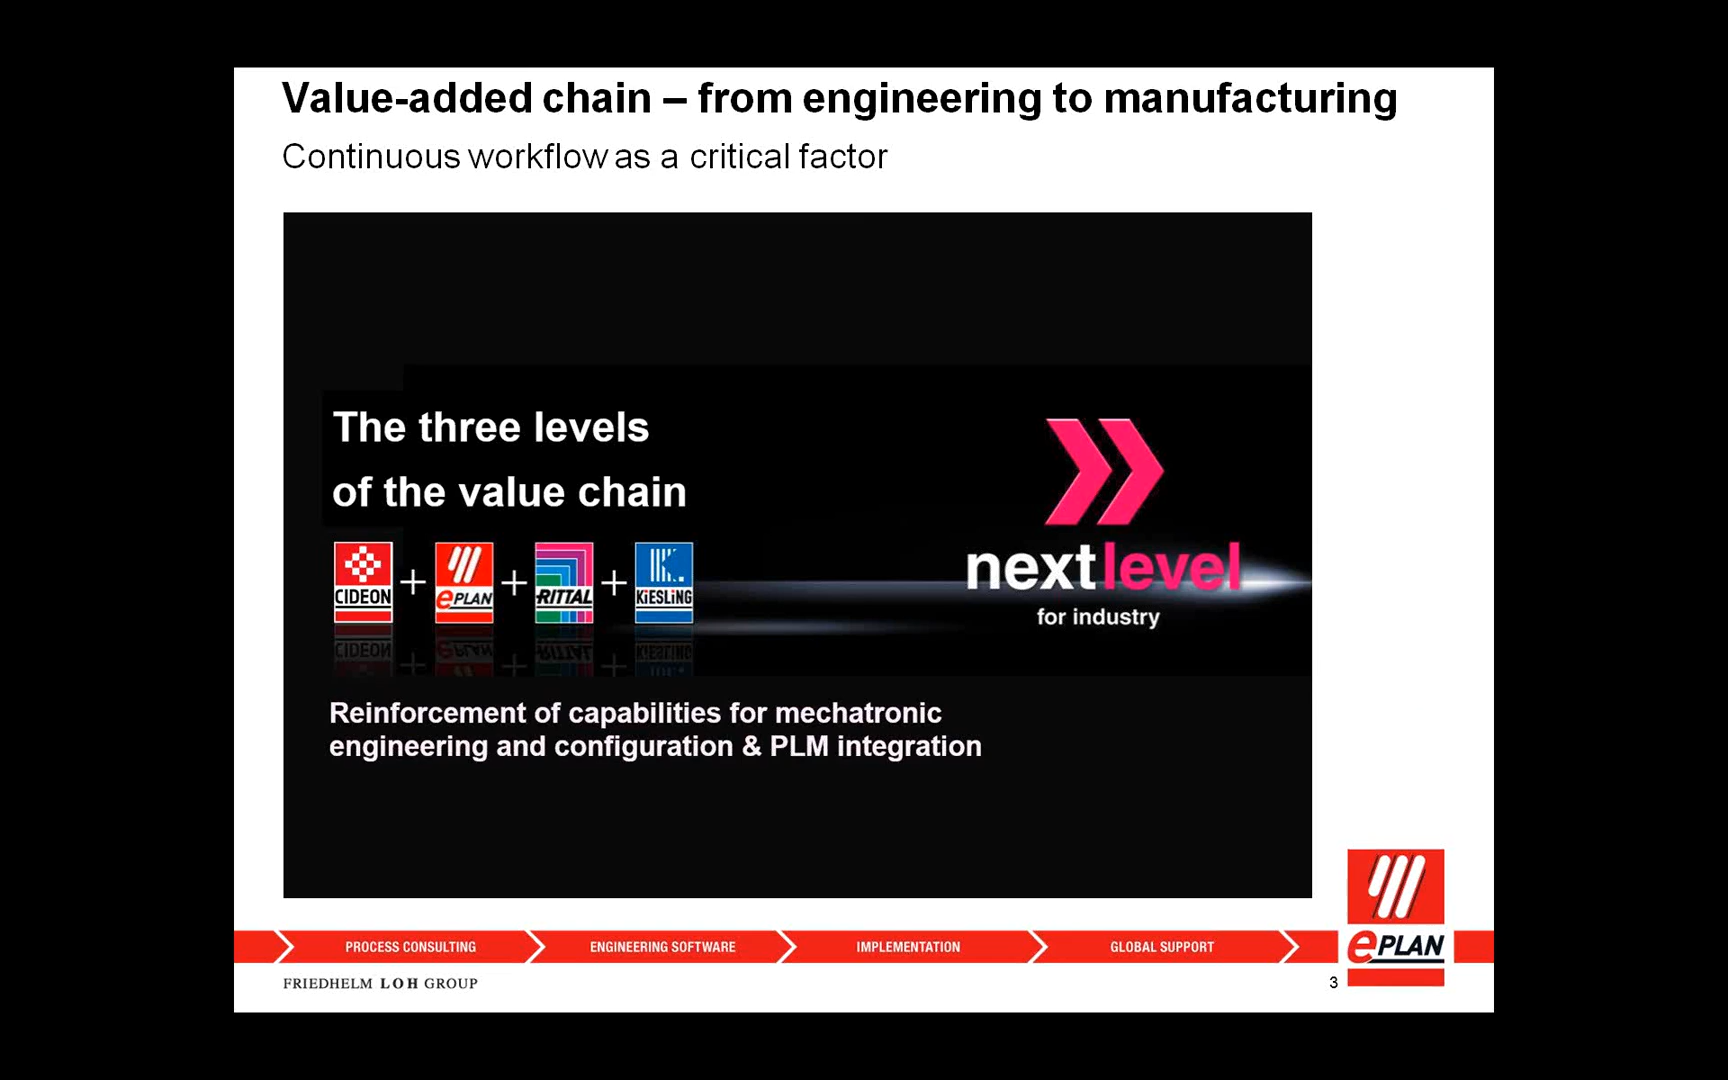 Value-added chain – from engineering to manufacturing
Continuous workflow as a critical factor
The three levels
of the value chain
CIDEON + ePLAN + RITTAL + KiESLiNG
nextlevel
for industry
Reinforcement of capabilities for mechatronic
engineering and configuration & PLM integration
PROCESS CONSULTING
ENGINEERING SOFTWARE
IMPLEMENTATION
GLOBAL SUPPORT
ePLAN
FRIEDHELM LOH GROUP
3